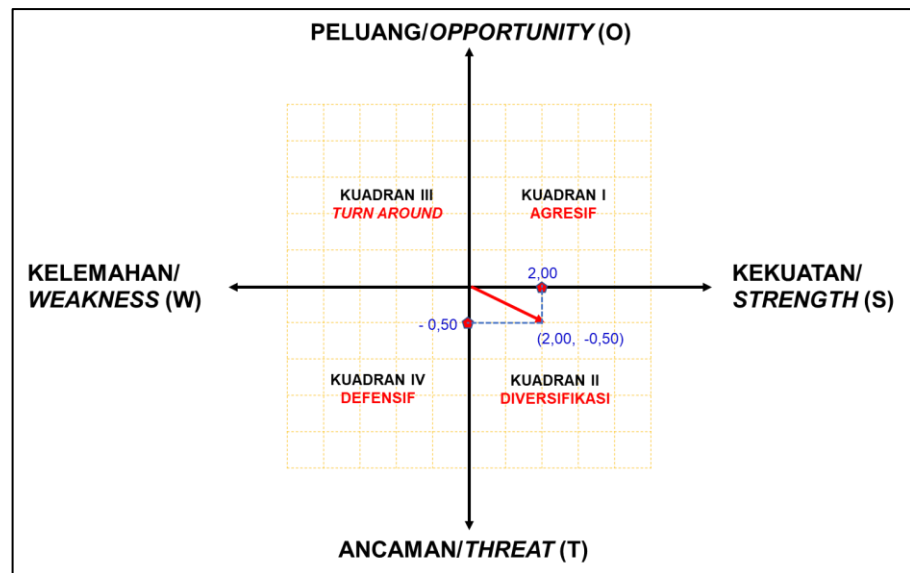 PELUANG/OPPORTUNITY (O)
KUADRAN III
TURN AROUND
KUADRAN I
AGRESIF
KELEMAHAN/
WEAKNESS (W)
2,00
KEKUATAN/
STRENGTH (S)
- 0,50
(2,00, -0,50)
KUADRAN IV
DEFENSIF
KUADRAN II
DIVERSIFIKASI
ANCAMAN/THREAT (T)